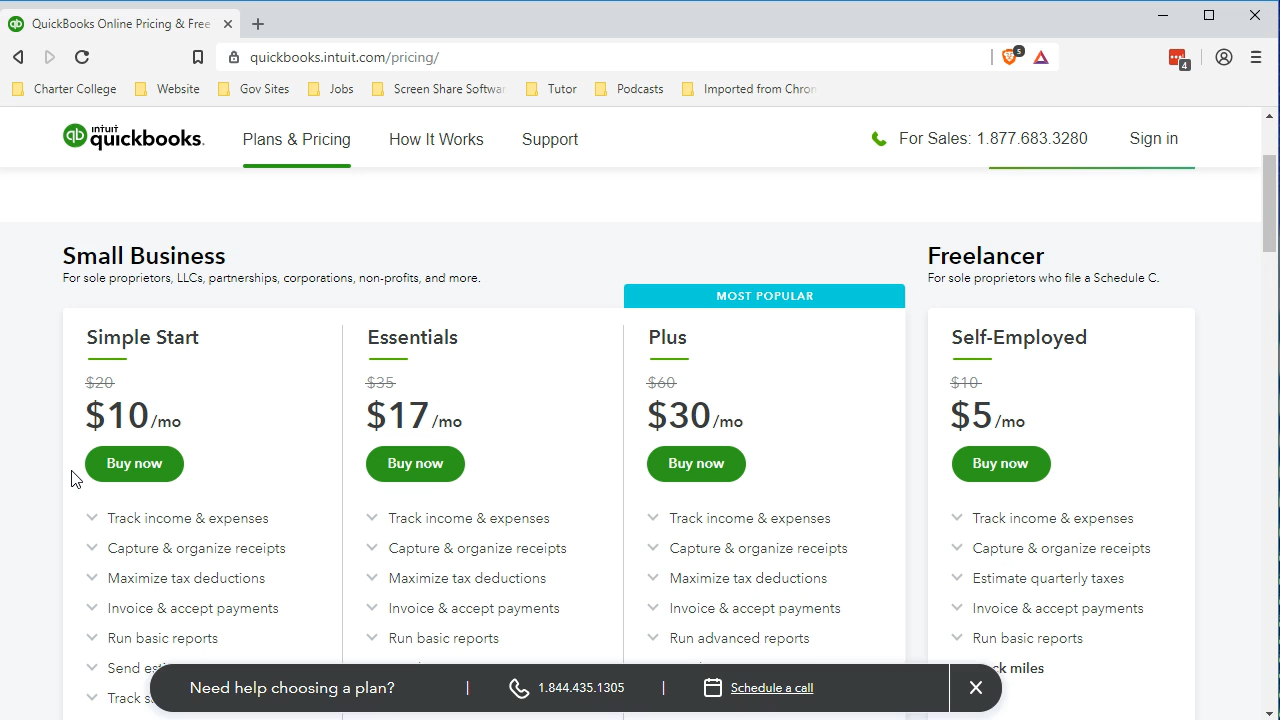 QuickBooks Online Pricing & Free
quickbooks.intuit.com/pricing/
5
4
Charter College
Website
Gov Sites
Jobs
Screen Share Softwar
Tutor
Podcasts
Imported from Chrom
intuit
quickbooks.
Plans & Pricing
How It Works
Support
For Sales: 1.877.683.3280
Sign in
Small Business
For sole proprietors, LLCs, partnerships, corporations, non-profits, and more.
Freelancer
For sole proprietors who file a Schedule C.
MOST POPULAR
Simple Start
$20
$10/mo
Buy now
Track income & expenses
Capture & organize receipts
Maximize tax deductions
Invoice & accept payments
Run basic reports
Send
Track
Essentials
$35
$17/mo
Buy now
Track income & expenses
Capture & organize receipts
Maximize tax deductions
Invoice & accept payments
Run basic reports
Plus
$60
$30/mo
Buy now
Track income & expenses
Capture & organize receipts
Maximize tax deductions
Invoice & accept payments
Run advanced reports
Self-Employed
$10
$5/mo
Buy now
Track income & expenses
Capture & organize receipts
Estimate quarterly taxes
Invoice & accept payments
Run basic reports
ck miles
Need help choosing a plan?
1.844.435.1305
Schedule a call